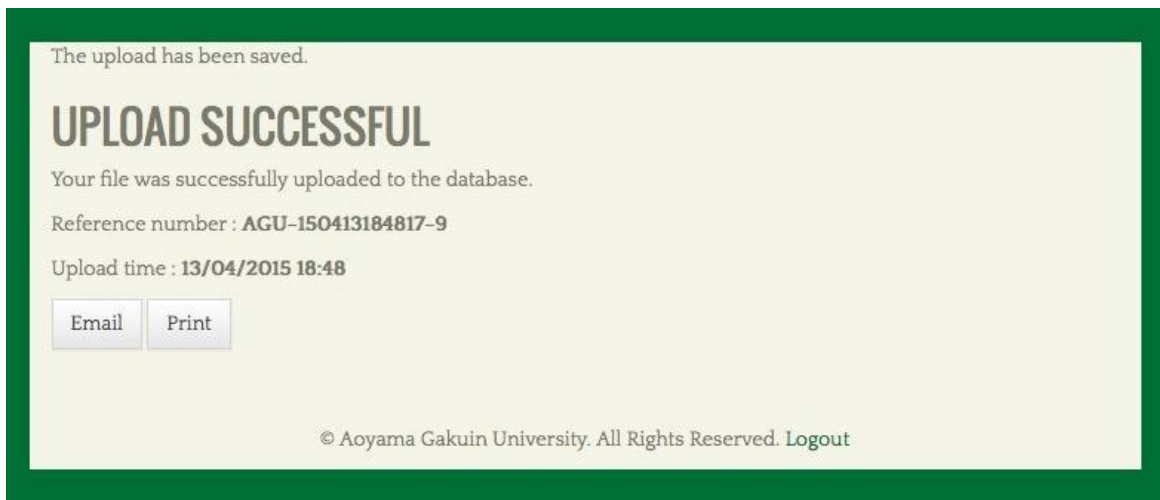 The upload has been saved.
UPLOAD SUCCESSFUL
Your file was successfully uploaded to the database.
Reference number : AGU-150413184817-9
Upload time : 13/04/2015 18:48
Email Print
© Aoyama Gakuin University. All Rights Reserved. Logout